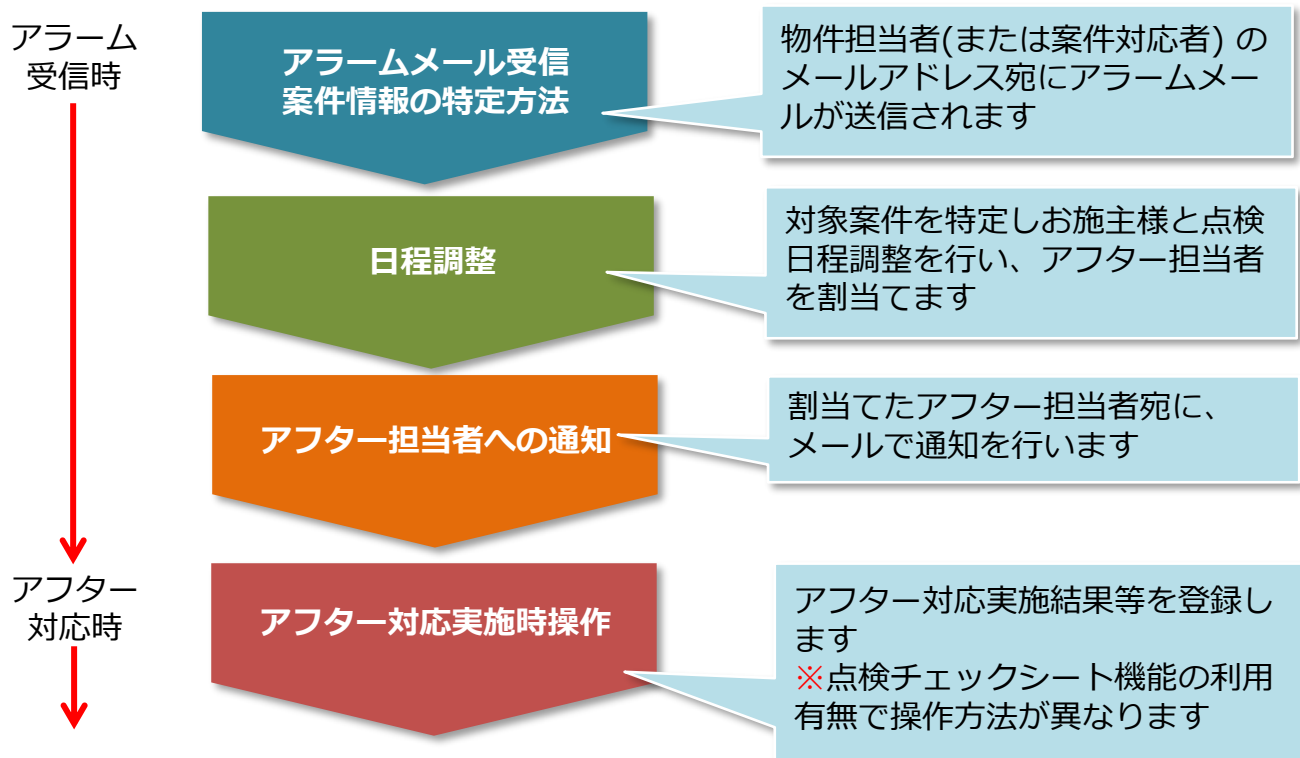 アラーム
受信時
アラームメール受信
案件情報の特定方法
物件担当者(または案件対応者) の
メールアドレス宛にアラームメー
ルが送信されます
日程調整
対象案件を特定しお施主様と点検
日程調整を行い、アフター担当者
を割当てます
アフター担当者への通知
割当てたアフター担当者宛に、
メールで通知を行います
アフター
対応時
アフター対応実施時操作
アフター対応実施結果等を登録し
ます
※点検チェックシート機能の利用
有無で操作方法が異なります